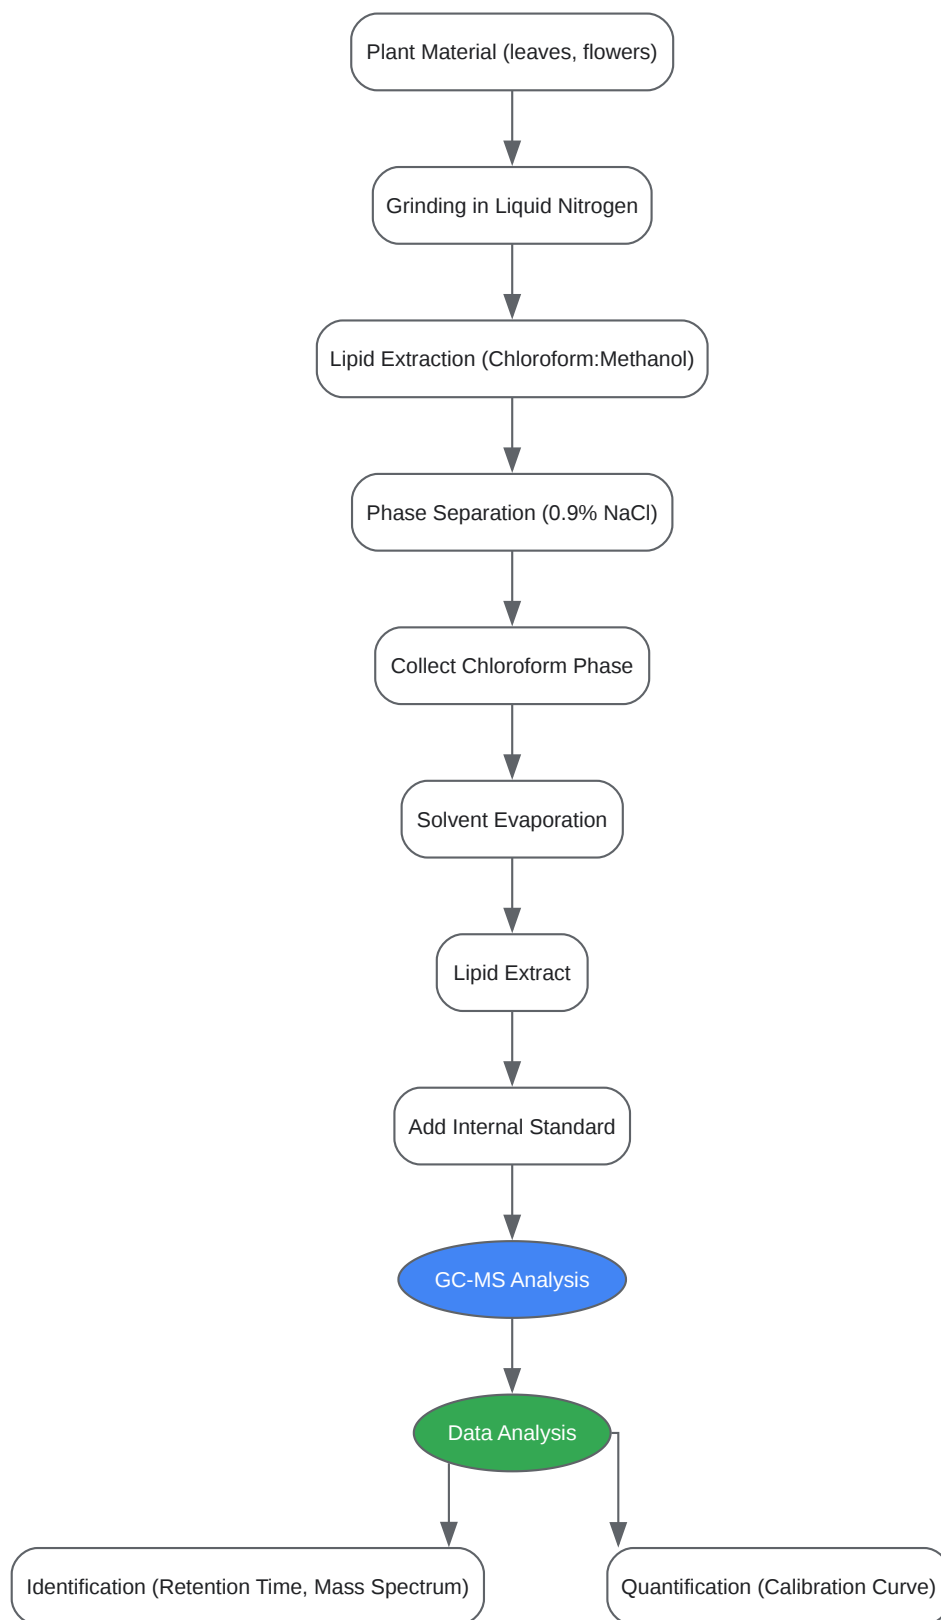 Plant Material (leaves, flowers)
Grinding in Liquid Nitrogen
Lipid Extraction (Chloroform:Methanol)
Phase Separation (0.9% NaCl)
Collect Chloroform Phase
Solvent Evaporation
Lipid Extract
Add Internal Standard
GC-MS Analysis
Data Analysis
Identification (Retention Time, Mass Spectrum)
Quantification (Calibration Curve)